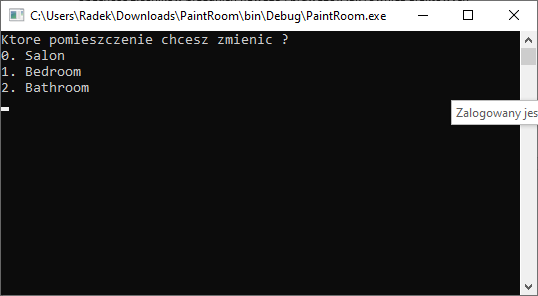 C:\Users\Radek\Downloads\PaintRoom\bin\Debug\PaintRoom.exe
Ktore pomieszczenie chcesz zmienic ?
0. Salon
1. Bedroom
2. Bathroom
Zalogowany jes